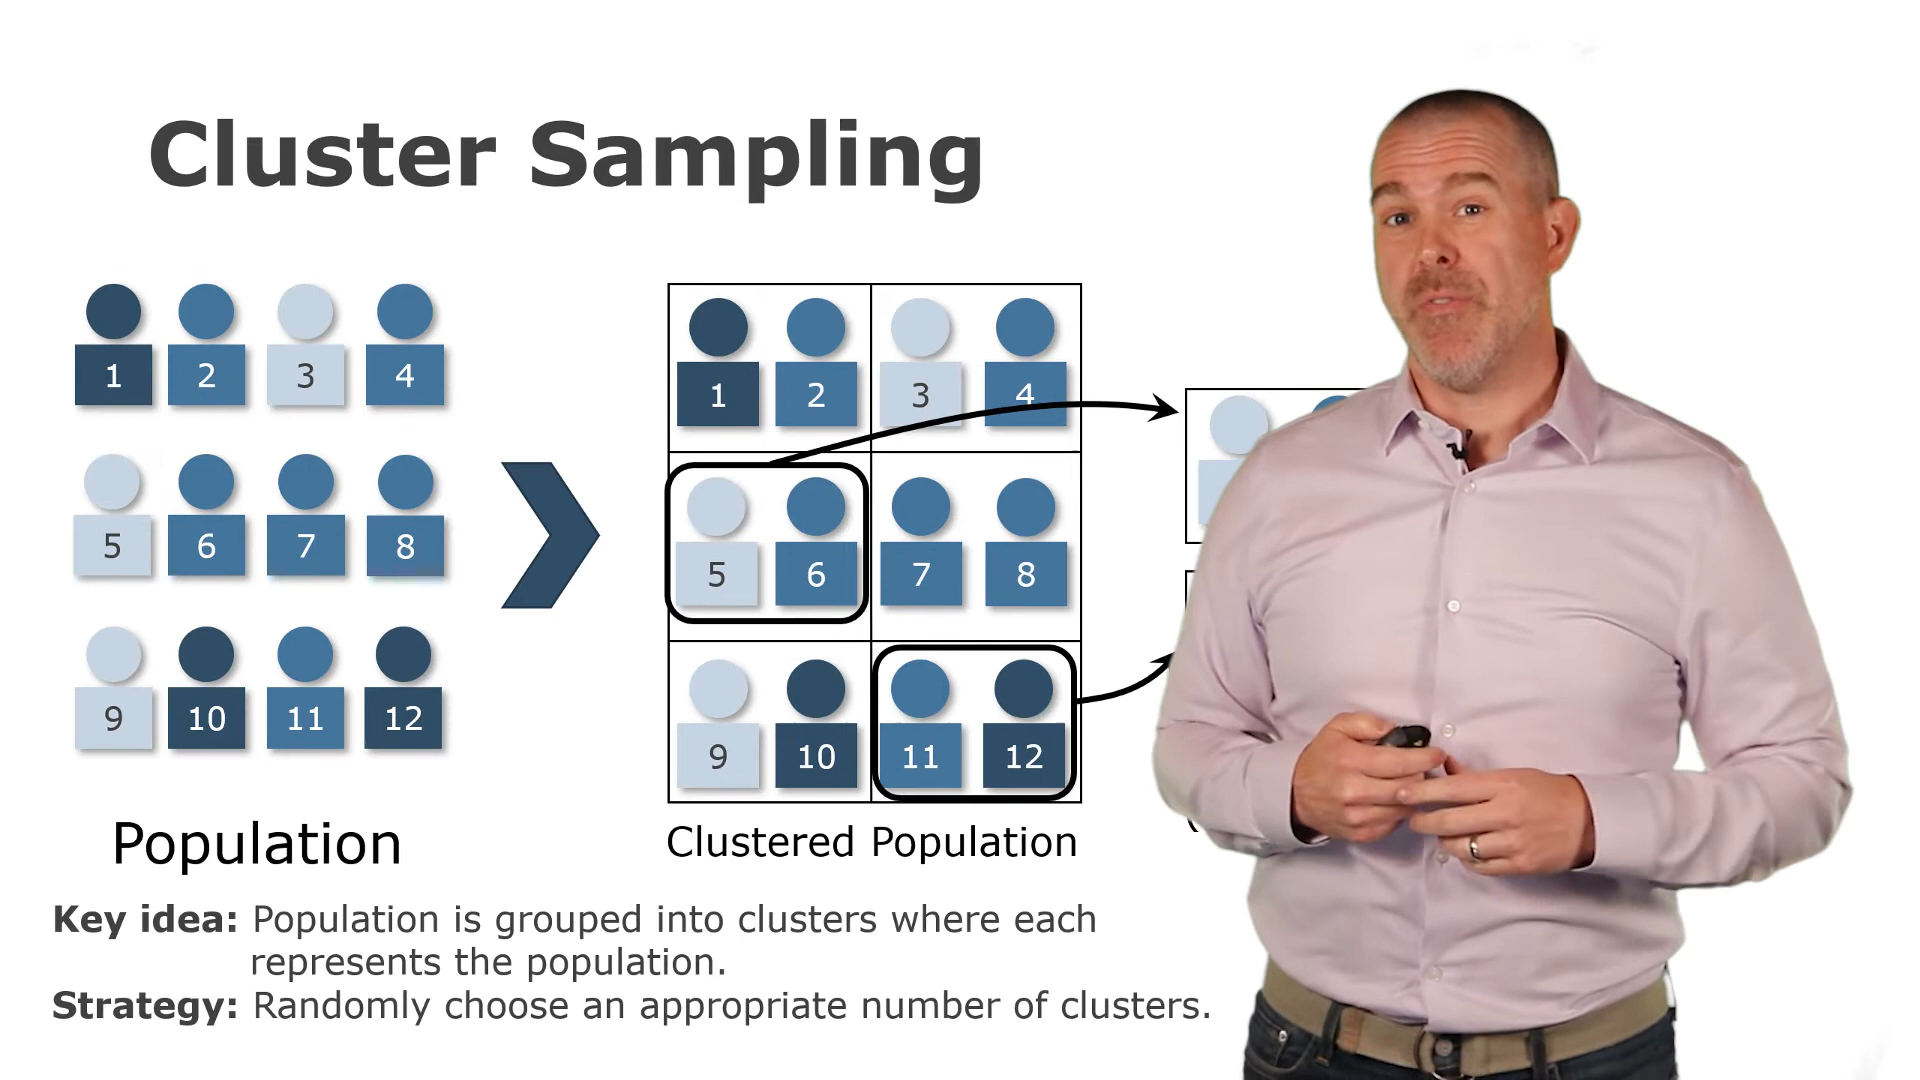 Cluster Sampling
1 2 3 4
5 6 7 8
9 10 11 12
Population
1 2 3 4
5 6 7 8
9 10 11 12
Clustered Population
Key idea: Population is grouped into clusters where each
represents the population.
Strategy: Randomly choose an appropriate number of clusters.